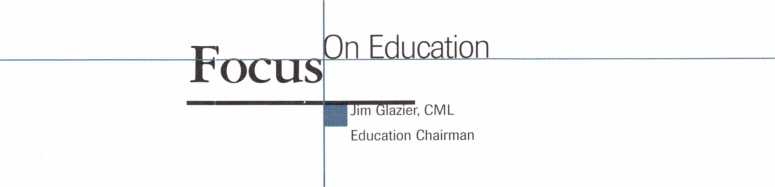 Focus On Education
Jim Glazier, CML
Education Chairman